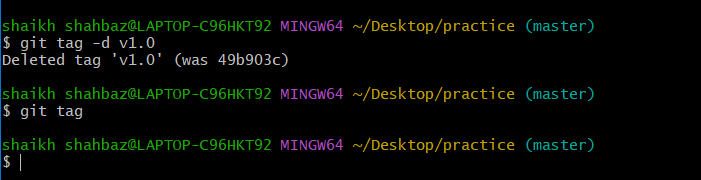 shaikh shahbaz@LAPTOP-C96HKT92 MINGW64 ~/Desktop/practice (master)
$ git tag -d v1.0
Deleted tag 'v1.0' (was 49b903c)
shaikh shahbaz@LAPTOP-C96HKT92 MINGW64 ~/Desktop/practice (master)
$ git tag
shaikh shahbaz@LAPTOP-C96HKT92 MINGW64 ~/Desktop/practice (master)
$